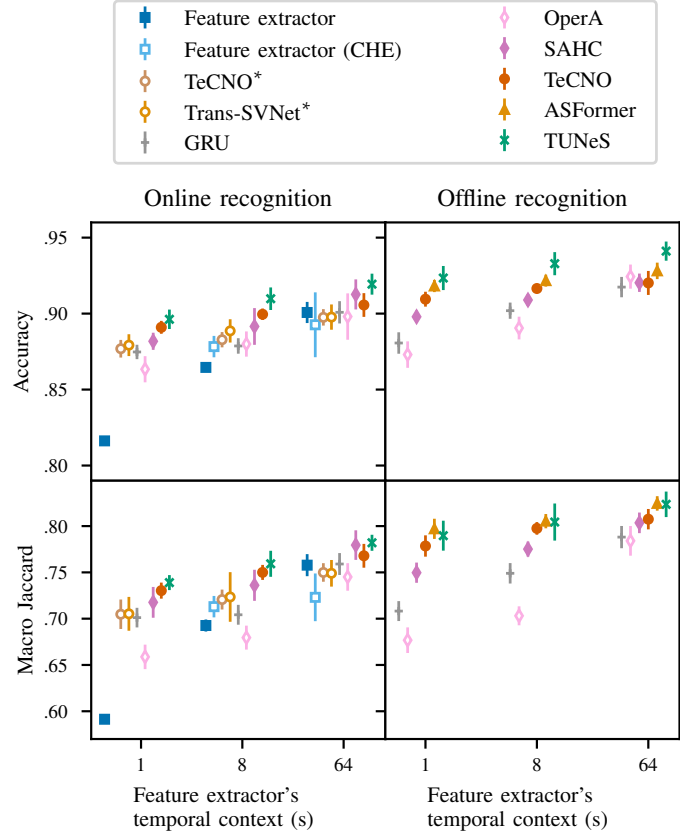 Feature extractor
Feature extractor (CHE)
TeCNO*
Trans-SVNet*
GRU
OperA
SAHC
TeCNO
ASFormer
TUNeS
Online recognition
Offline recognition
Accuracy
.95
.90
.85
.80
Macro Jaccard
.80
.75
.70
.65
.60
1
8
64
1
8
64
Feature extractor's
temporal context (s)
Feature extractor's
temporal context (s)